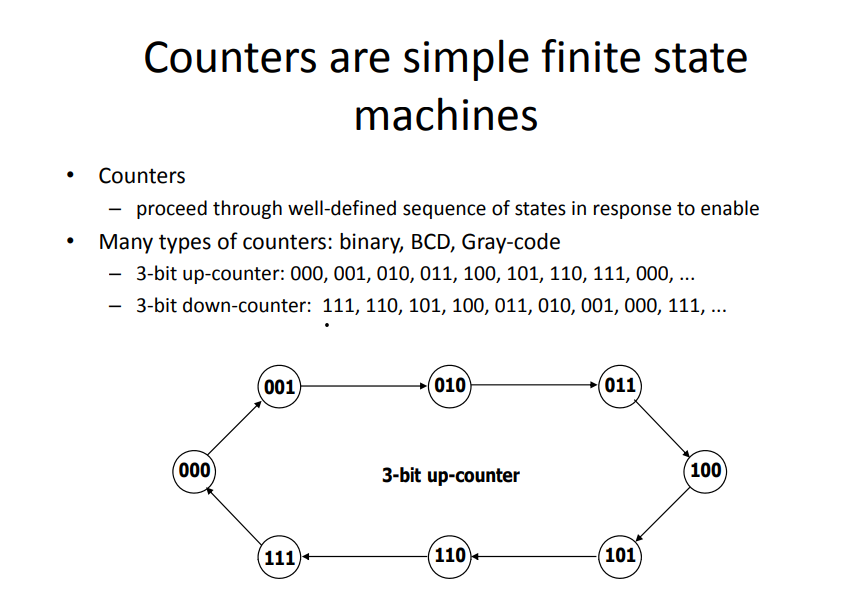 Counters are simple finite state
machines
• Counters
– proceed through well-defined sequence of states in response to enable
• Many types of counters: binary, BCD, Gray-code
– 3-bit up-counter: 000, 001, 010, 011, 100, 101, 110, 111, 000, ...
– 3-bit down-counter: 111, 110, 101, 100, 011, 010, 001, 000, 111, ...
001 010 011
000 3-bit up-counter 100
111 110 101